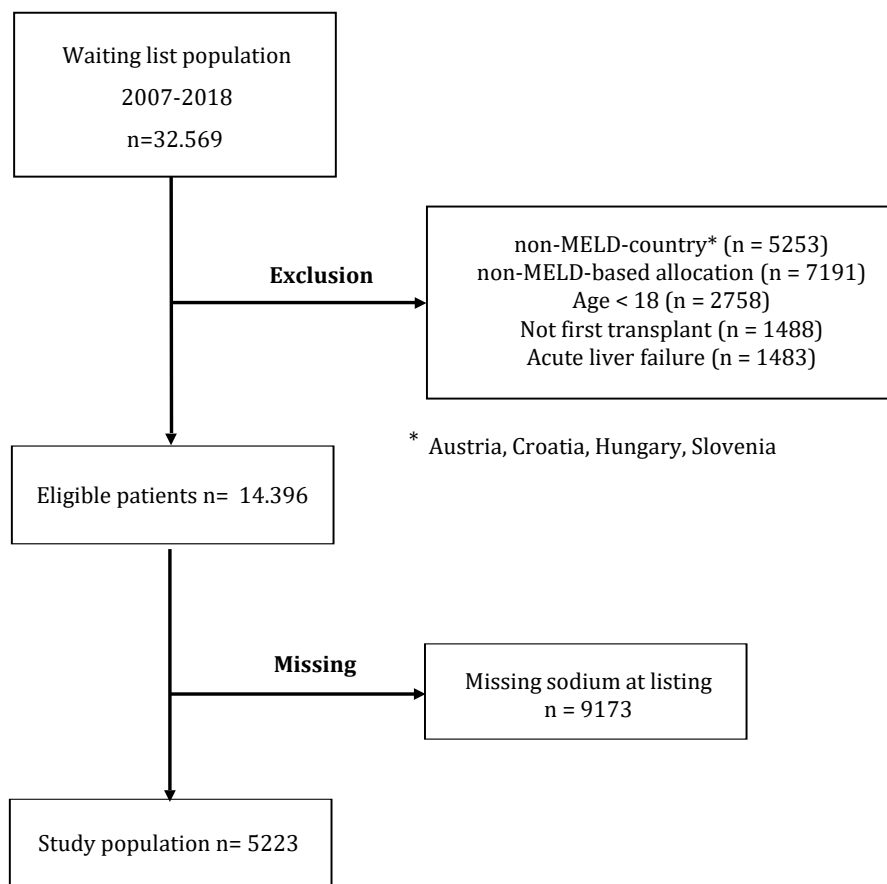 Waiting list population
2007-2018
n=32.569
non-MELD-country* (n = 5253)
non-MELD-based allocation (n = 7191)
Age < 18 (n = 2758)
Not first transplant (n = 1488)
Acute liver failure (n = 1483)
Exclusion
* Austria, Croatia, Hungary, Slovenia
Eligible patients n= 14.396
Missing
Missing sodium at listing
n = 9173
Study population n= 5223